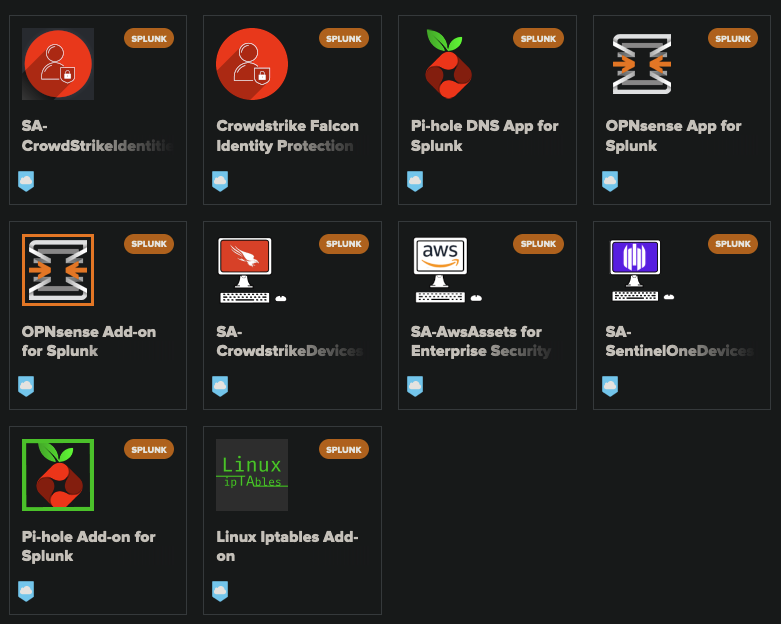 SPLUNK
SA-
CrowdStrikeIdentitie
SPLUNK
Crowdstrike Falcon
Identity Protection
SPLUNK
Pi-hole DNS App for
Splunk
SPLUNK
OPNsense App for
Splunk
SPLUNK
OPNsense Add-on
for Splunk
SPLUNK
SA-
CrowdstrikeDevices
aws
SPLUNK
SA-AwsAssets for
Enterprise Security
SPLUNK
SA-
SentinelOneDevices
SPLUNK
Pi-hole Add-on for
Splunk
Linux
ipTAbles
SPLUNK
Linux Iptables Add-
on